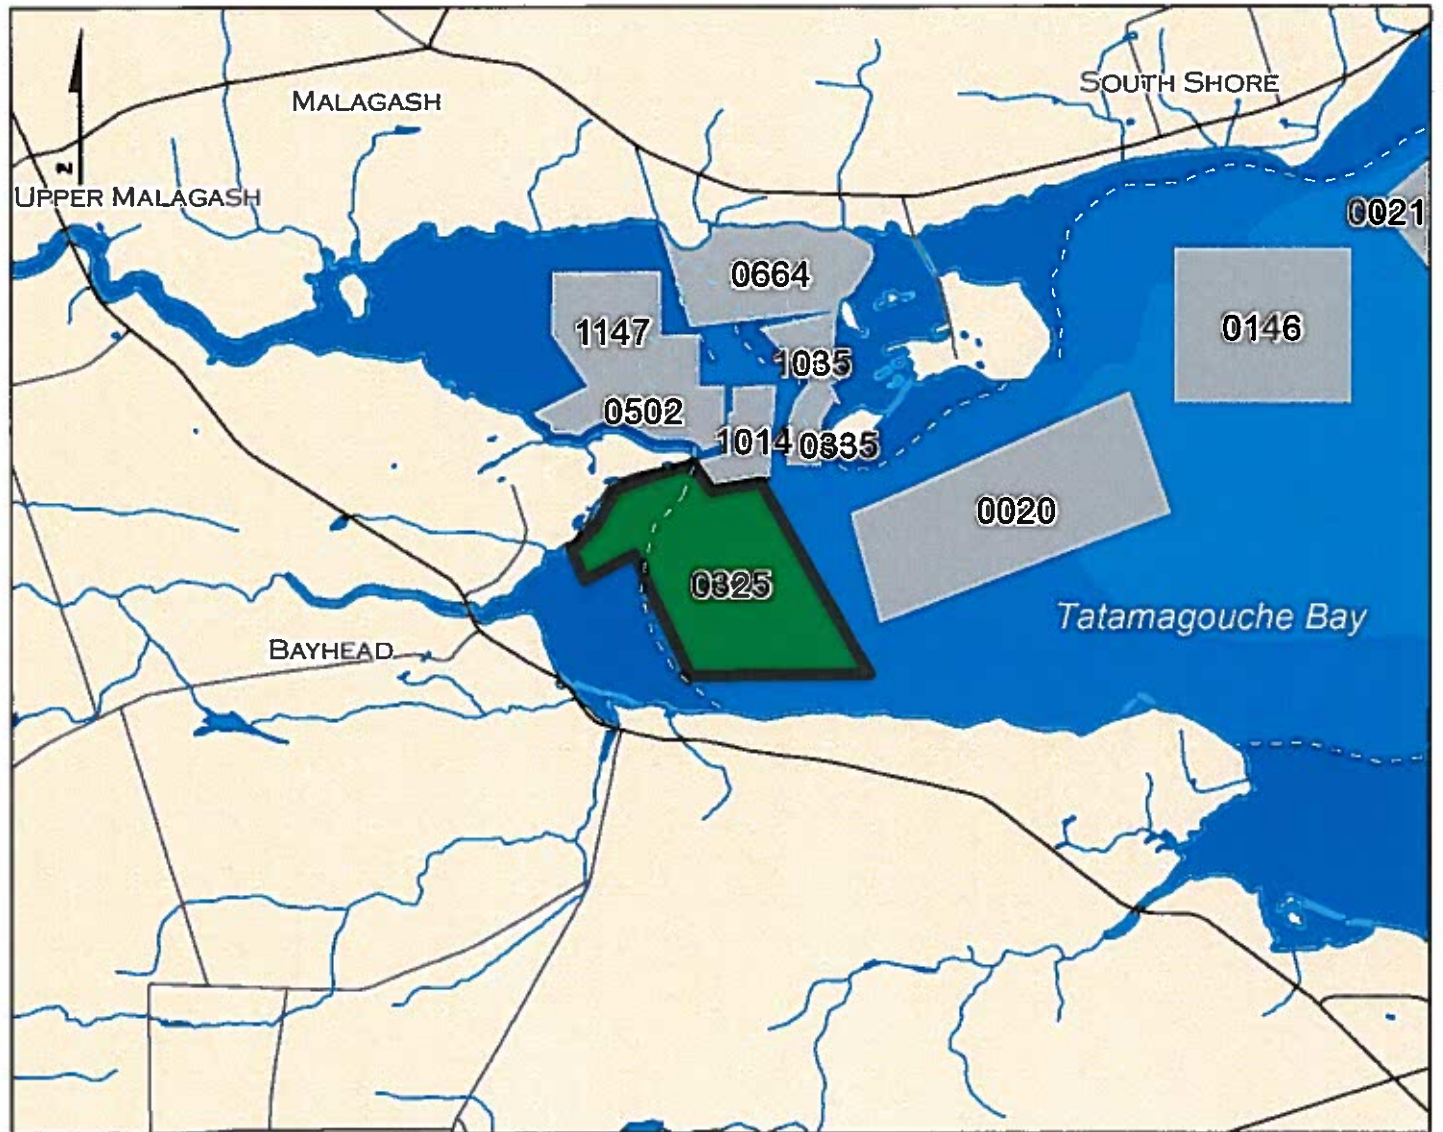 SOUTH SHORE
MALAGASH
N
UPPER MALAGASH
0021
0664
0146
1147
1035
0502
1014
0335
0020
0325
Tatamagouche Bay
BAYHEAD